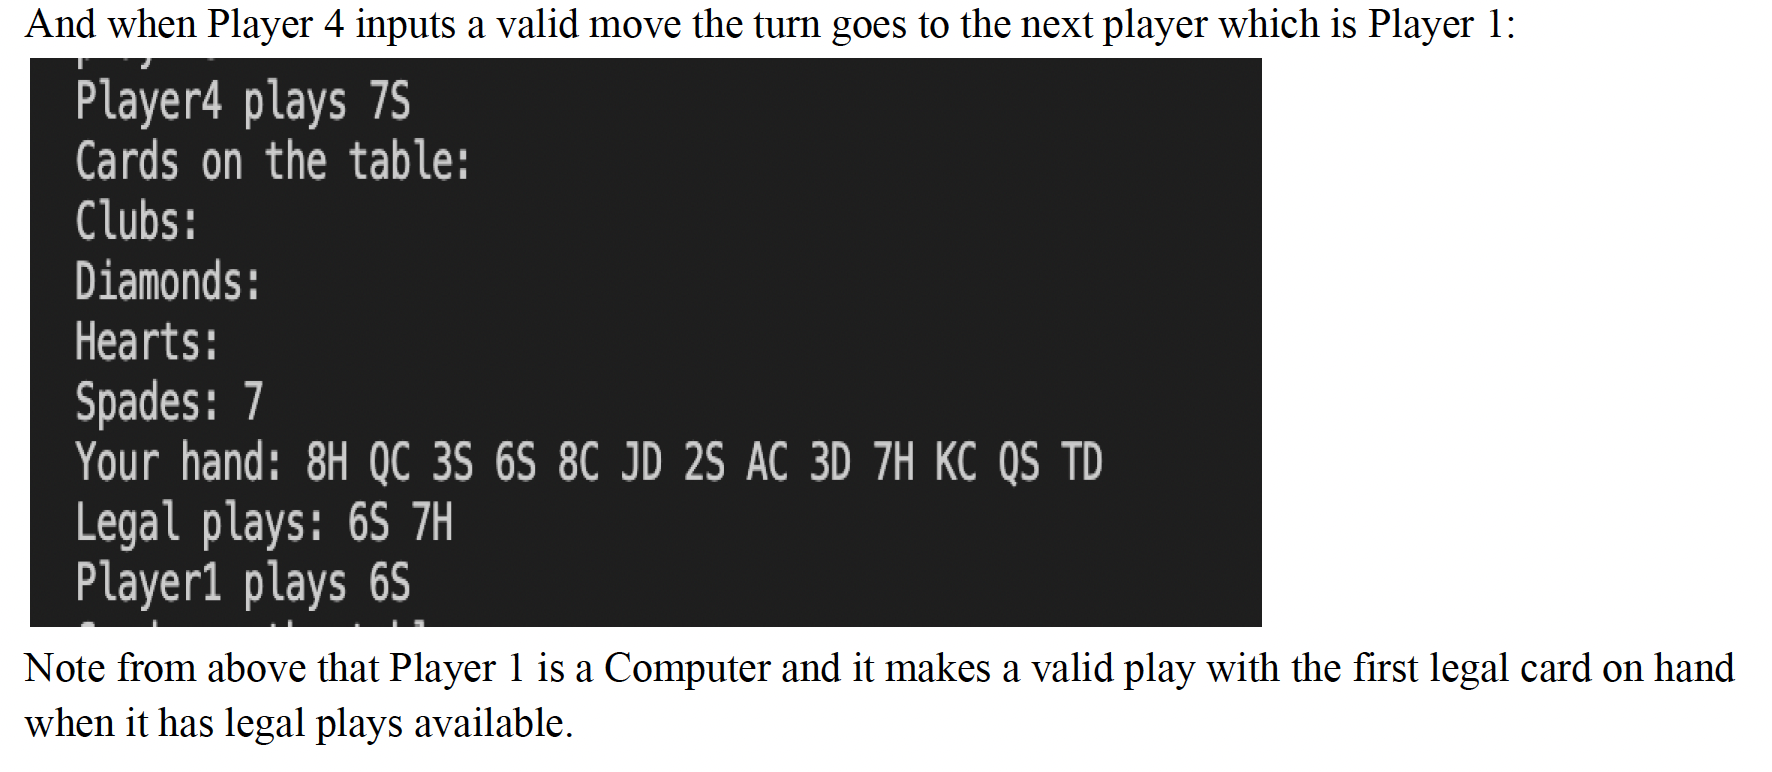 And when Player 4 inputs a valid move the turn goes to the next player which is Player 1:
Player4 plays 7S
Cards on the table:
Clubs:
Diamonds:
Hearts:
Spades: 7
Your hand: 8H QC 3S 6S 8C JD 2S AC 3D 7H KC QS TD
Legal plays: 6S 7H
Player1 plays 6S
Note from above that Player 1 is a Computer and it makes a valid play with the first legal card on hand
when it has legal plays available.